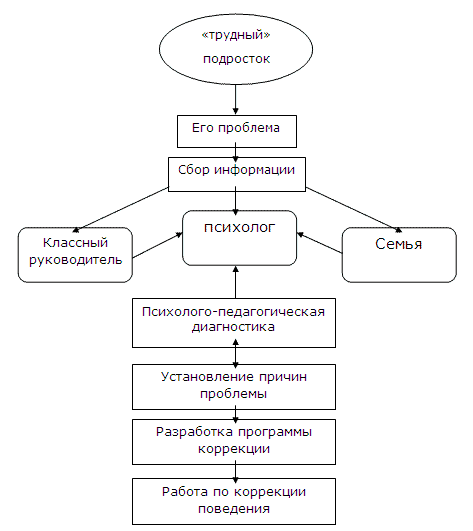 «трудный»
подросток
Его проблема
Сбор информации
Классный
руководитель
психолог
Семья
Психолого-педагогическая
диагностика
Установление причин
проблемы
Разработка программы
коррекции
Работа по коррекции
поведения